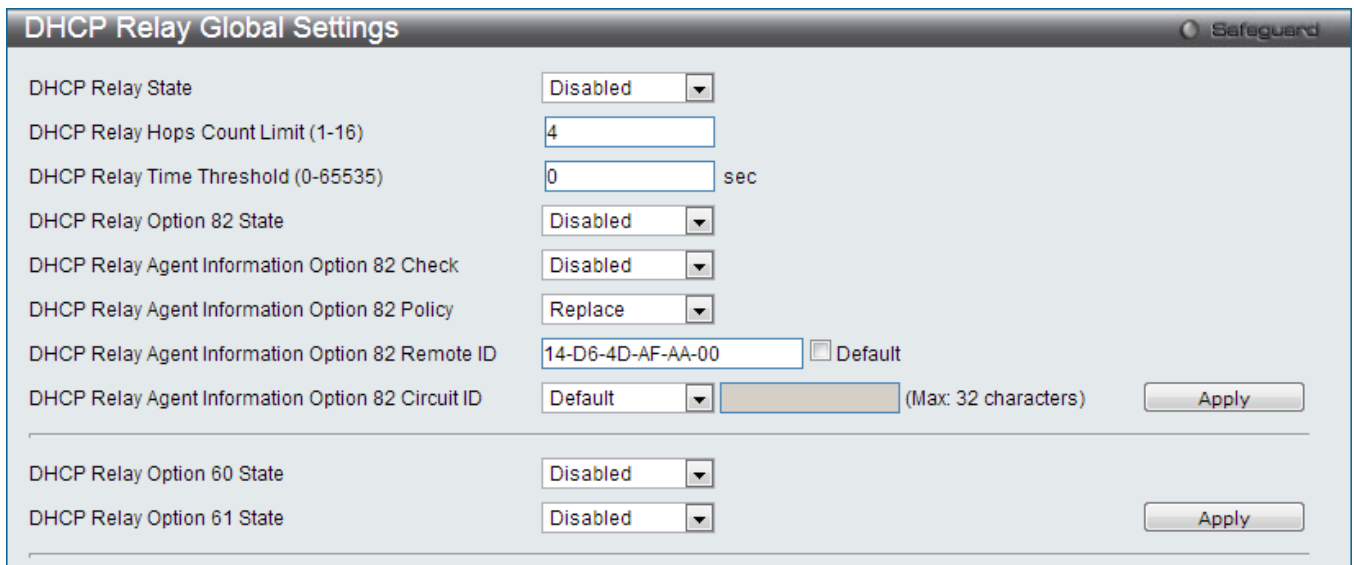 DHCP Relay Global Settings Safeguard
DHCP Relay State Disabled
DHCP Relay Hops Count Limit (1-16) 4
DHCP Relay Time Threshold (0-65535) 0 sec
DHCP Relay Option 82 State Disabled
DHCP Relay Agent Information Option 82 Check Disabled
DHCP Relay Agent Information Option 82 Policy Replace
DHCP Relay Agent Information Option 82 Remote ID 14-D6-4D-AF-AA-00 Default
DHCP Relay Agent Information Option 82 Circuit ID Default (Max: 32 characters) Apply
DHCP Relay Option 60 State Disabled
DHCP Relay Option 61 State Disabled Apply